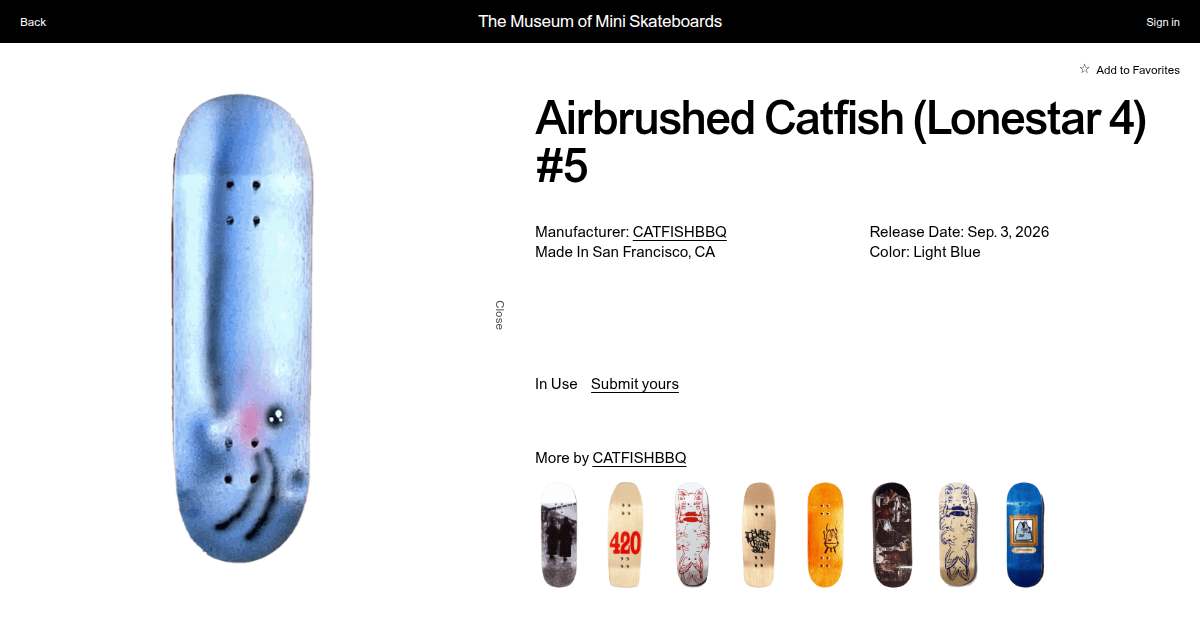 Back
The Museum of Mini Skateboards
Sign in
☆ Add to Favorites
Airbrushed Catfish (Lonestar 4)
#5
Manufacturer: CATFISHBBQ
Made In San Francisco, CA
Release Date: Sep. 3, 2026
Color: Light Blue
Close
In Use Submit yours
More by CATFISHBBQ
420